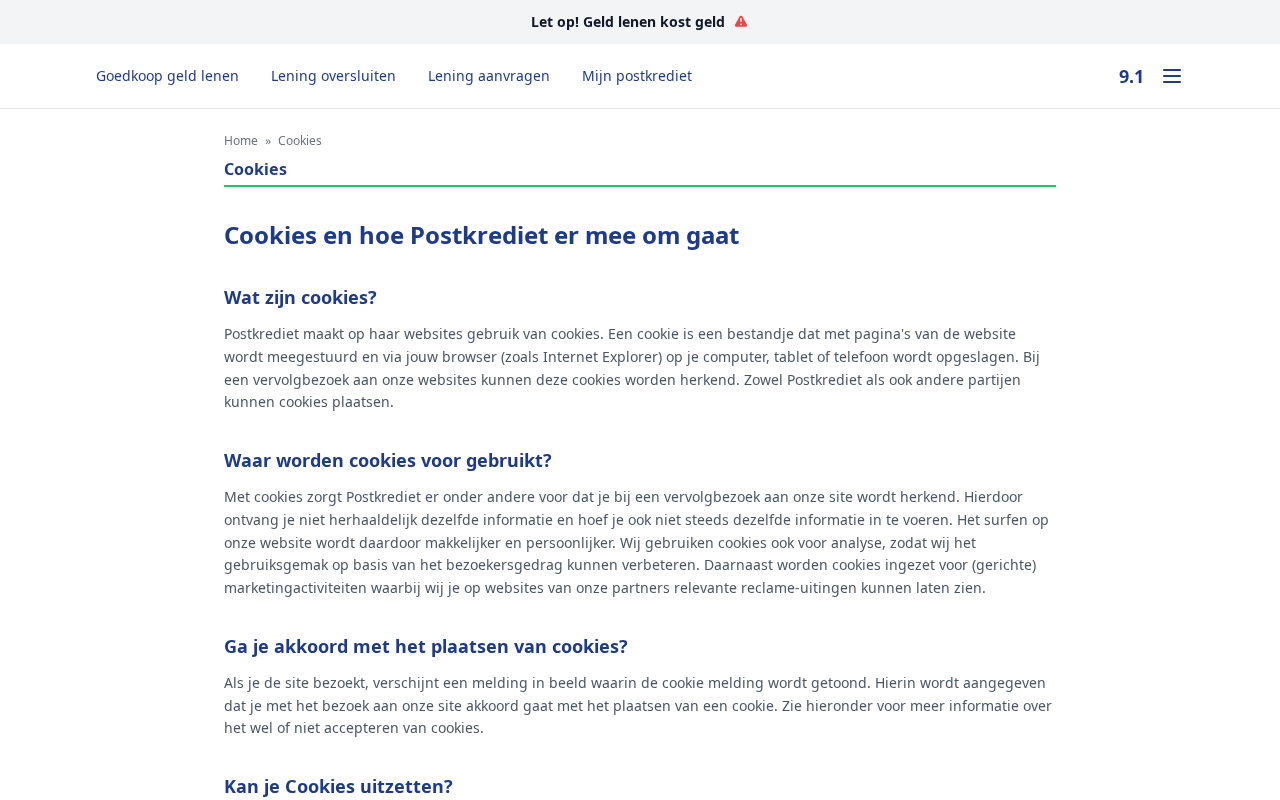 Let op! Geld lenen kost geld
Goedkoop geld lenen
Lening oversluiten
Lening aanvragen
Mijn postkrediet
9.1
Home » Cookies
Cookies
Cookies en hoe Postkrediet er mee om gaat
Wat zijn cookies?
Postkrediet maakt op haar websites gebruik van cookies. Een cookie is een bestandje dat met pagina's van de website
wordt meegestuurd en via jouw browser (zoals Internet Explorer) op je computer, tablet of telefoon wordt opgeslagen. Bij
een vervolgbezoek aan onze websites kunnen deze cookies worden herkend. Zowel Postkrediet als ook andere partijen
kunnen cookies plaatsen.
Waar worden cookies voor gebruikt?
Met cookies zorgt Postkrediet er onder andere voor dat je bij een vervolgbezoek aan onze site wordt herkend. Hierdoor
ontvang je niet herhaaldelijk dezelfde informatie en hoef je ook niet steeds dezelfde informatie in te voeren. Het surfen op
onze website wordt daardoor makkelijker en persoonlijker. Wij gebruiken cookies ook voor analyse, zodat wij het
gebruiksgemak op basis van het bezoekersgedrag kunnen verbeteren. Daarnaast worden cookies ingezet voor (gerichte)
marketingactiviteiten waarbij wij je op websites van onze partners relevante reclame-uitingen kunnen laten zien.
Ga je akkoord met het plaatsen van cookies?
Als je de site bezoekt, verschijnt een melding in beeld waarin de cookie melding wordt getoond. Hierin wordt aangegeven
dat je met het bezoek aan onze site akkoord gaat met het plaatsen van een cookie. Zie hieronder voor meer informatie over
het wel of niet accepteren van cookies.
Kan je Cookies uitzetten?